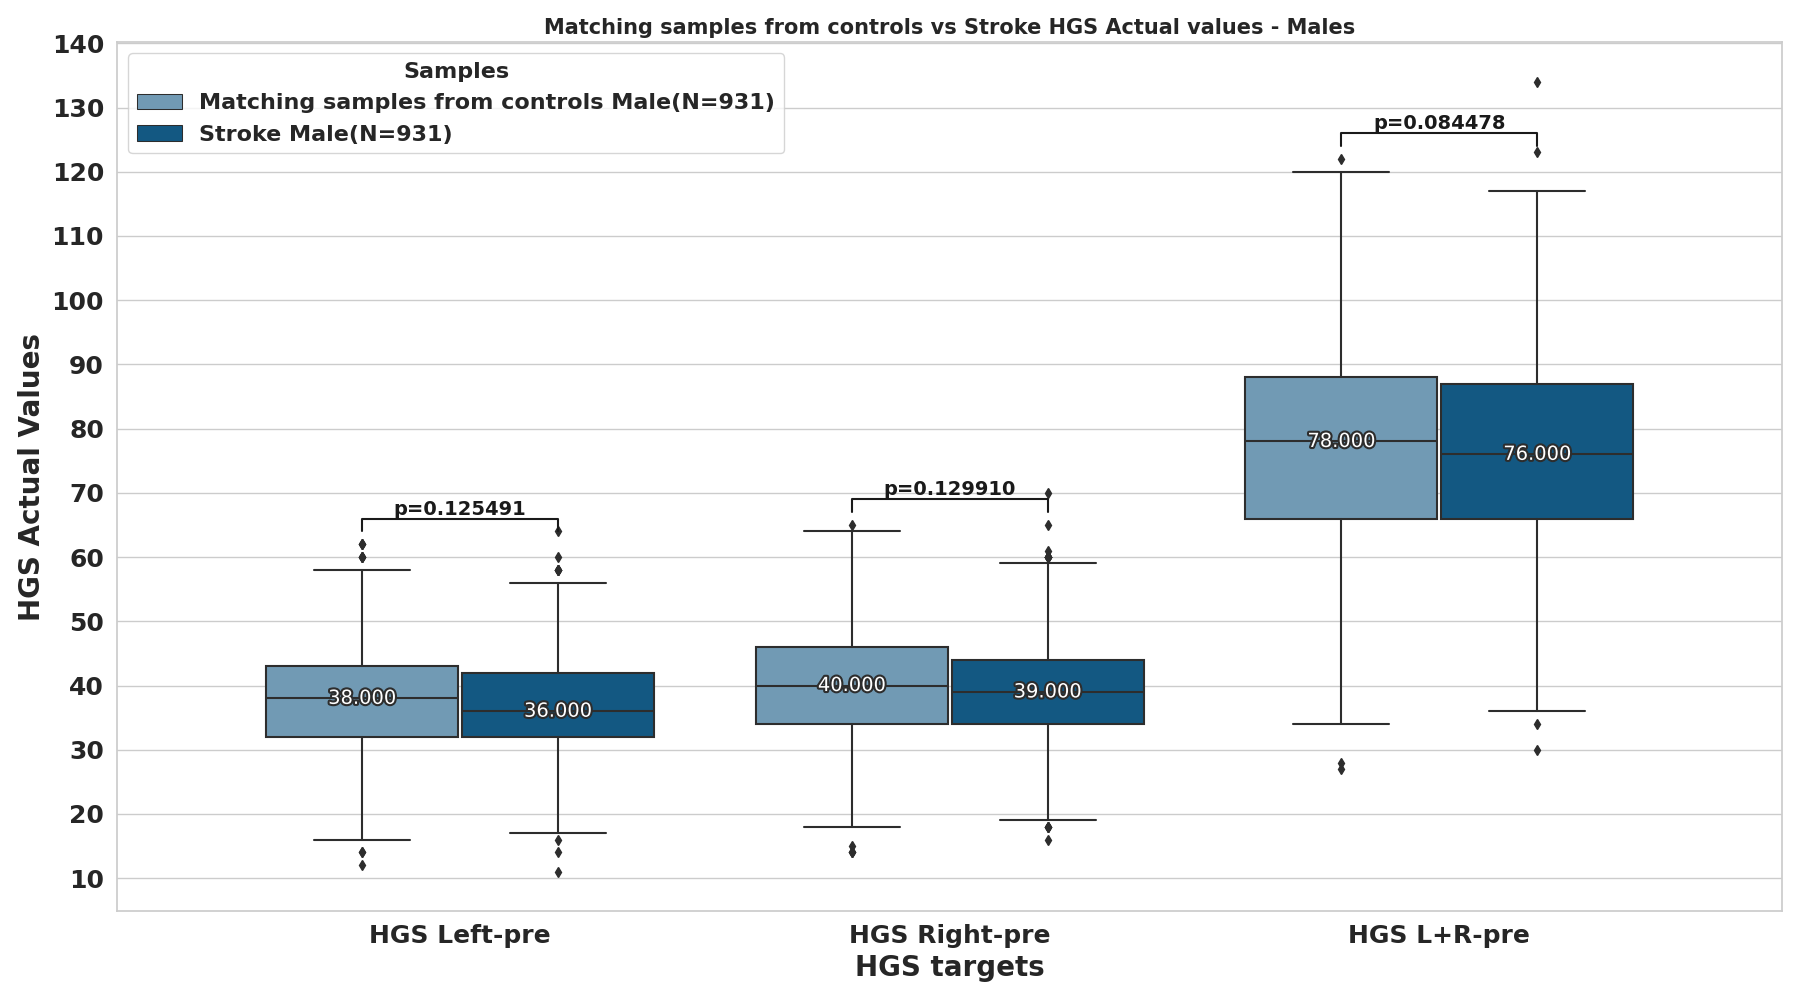 Matching samples from controls vs Stroke HGS Actual values - Males
Samples
Matching samples from controls Male(N=931)
Stroke Male(N=931)
HGS Actual Values
140
130
120
110
100
90
80
70
60
50
40
30
20
10
p=0.125491
p=0.129910
p=0.084478
38.000
36.000
40.000
39.000
78.000
76.000
HGS Left-pre
HGS Right-pre
HGS L+R-pre
HGS targets